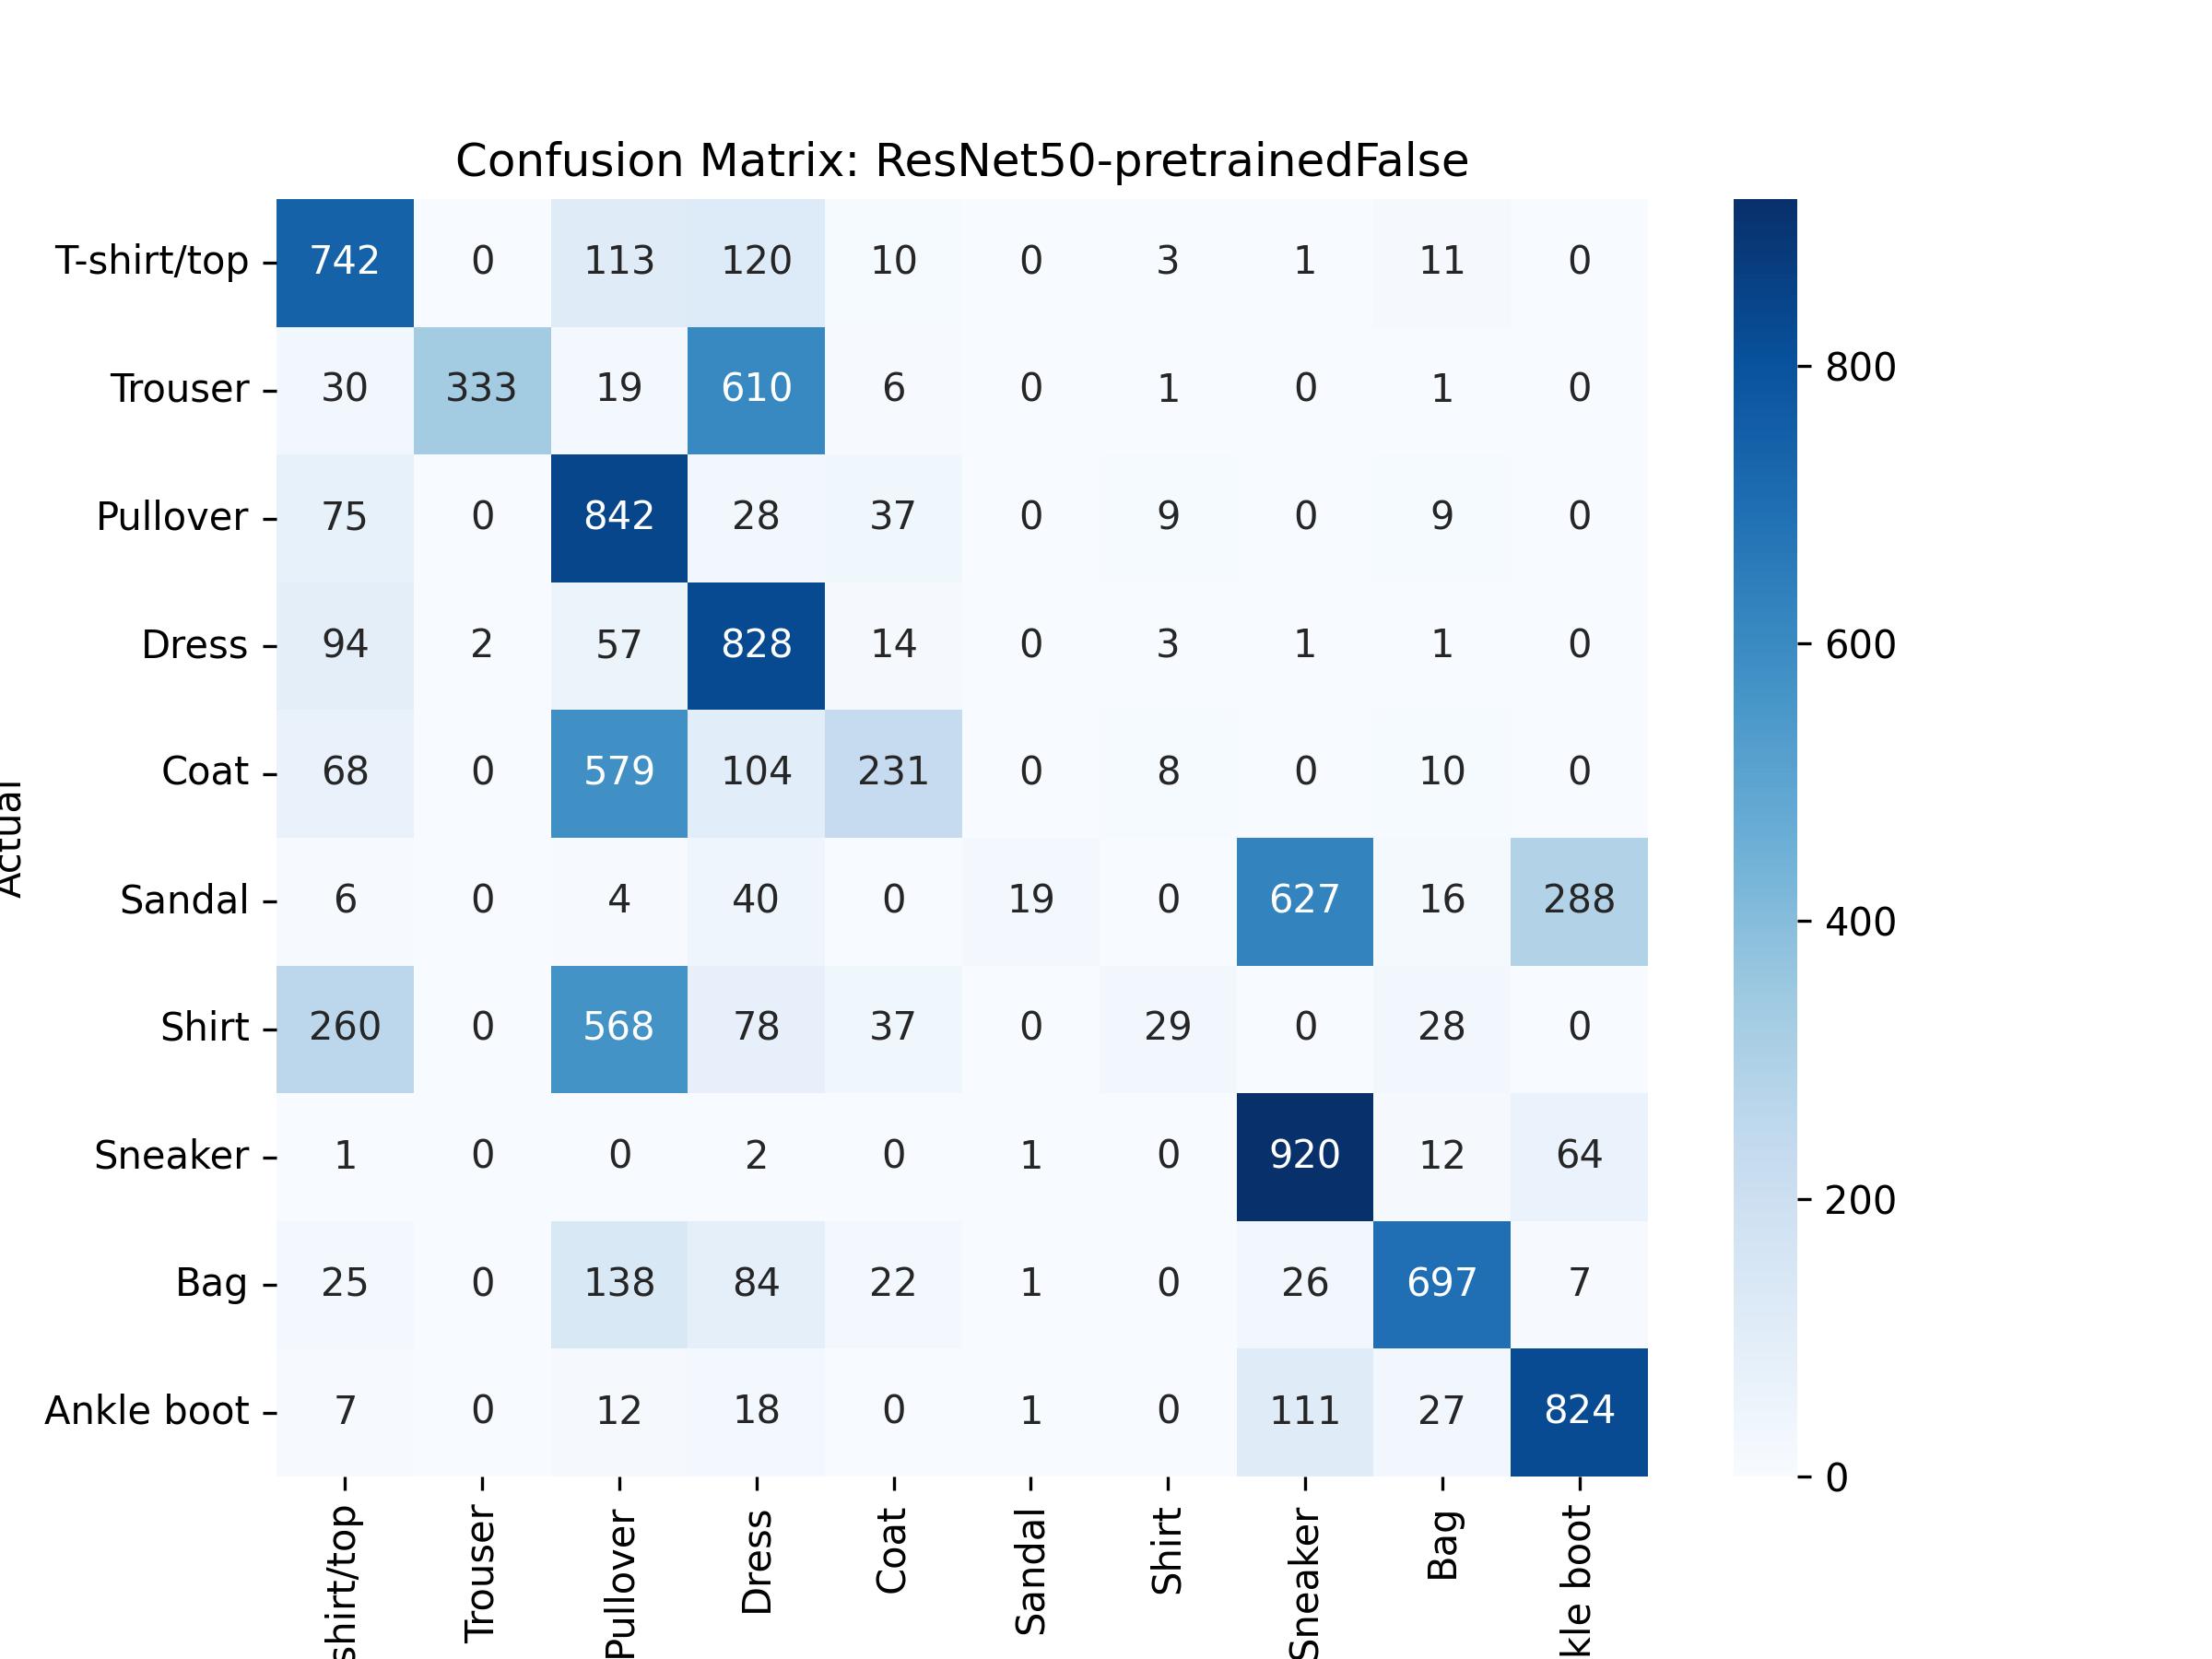 Confusion Matrix: ResNet50-pretrainedFalse
T-shirt/top 742 0 113 120 10 0 3 1 11 0
Trouser 30 333 19 610 6 0 1 0 1 0
Pullover 75 0 842 28 37 0 9 0 9 0
Dress 94 2 57 828 14 0 3 1 1 0
Coat 68 0 579 104 231 0 8 0 10 0
Sandal 6 0 4 40 0 19 0 627 16 288
Shirt 260 0 568 78 37 0 29 0 28 0
Sneaker 1 0 0 2 0 1 0 920 12 64
Bag 25 0 138 84 22 1 0 26 697 7
Ankle boot 7 0 12 18 0 1 0 111 27 824
shirt/top Trouser Pullover Dress Coat Sandal Shirt Sneaker Bag kle boot
Actual
800
600
400
200
0